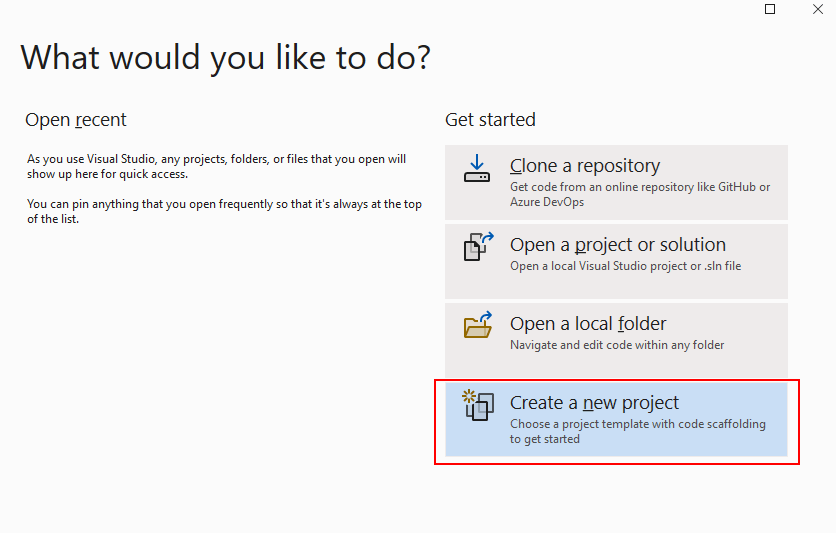 What would you like to do?
Open recent
As you use Visual Studio, any projects, folders, or files that you open will
show up here for quick access.
You can pin anything that you open frequently so that it's always at the top
of the list.
Get started
Clone a repository
Get code from an online repository like GitHub or
Azure DevOps
Open a project or solution
Open a local Visual Studio project or .sln file
Open a local folder
Navigate and edit code within any folder
Create a new project
Choose a project template with code scaffolding
to get started